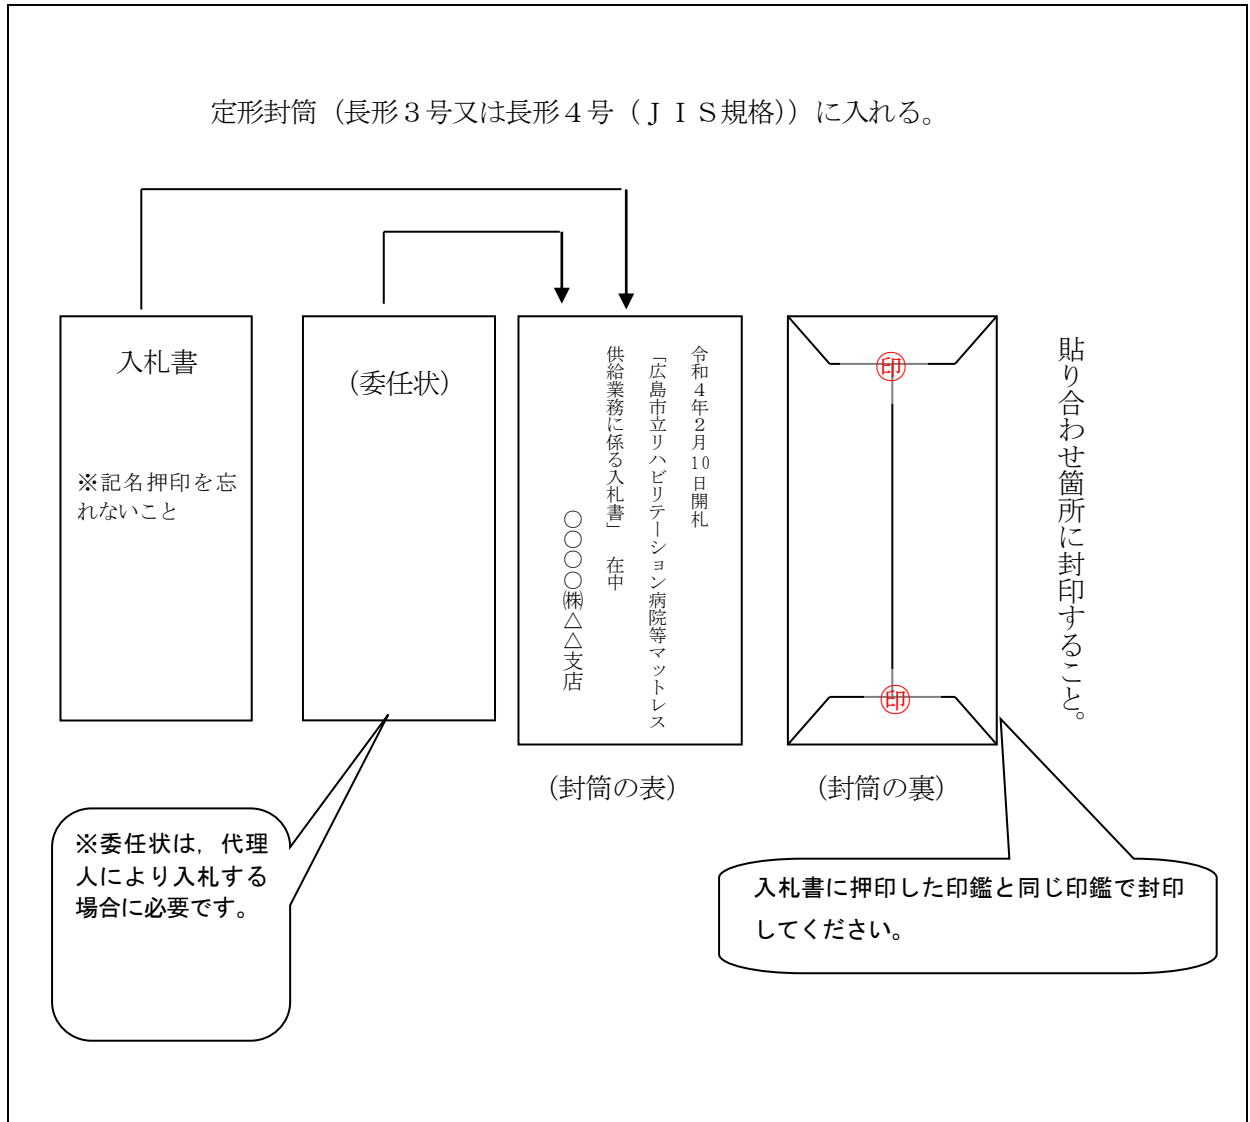 定形封筒（長形３号又は長形４号（ＪＩＳ規格））に入れる。
入札書
※記名押印を忘
れないこと
（委任状）
令和４年２月10日開札
「広島市立リハビリテーション病院等マットレス
供給業務に係る入札書」　在中
〇〇〇〇㈱△△支店
印
印
貼り合わせ箇所に封印すること。
（封筒の表）
（封筒の裏）
※委任状は，代理
人により入札する
場合に必要です。
入札書に押印した印鑑と同じ印鑑で封印
してください。